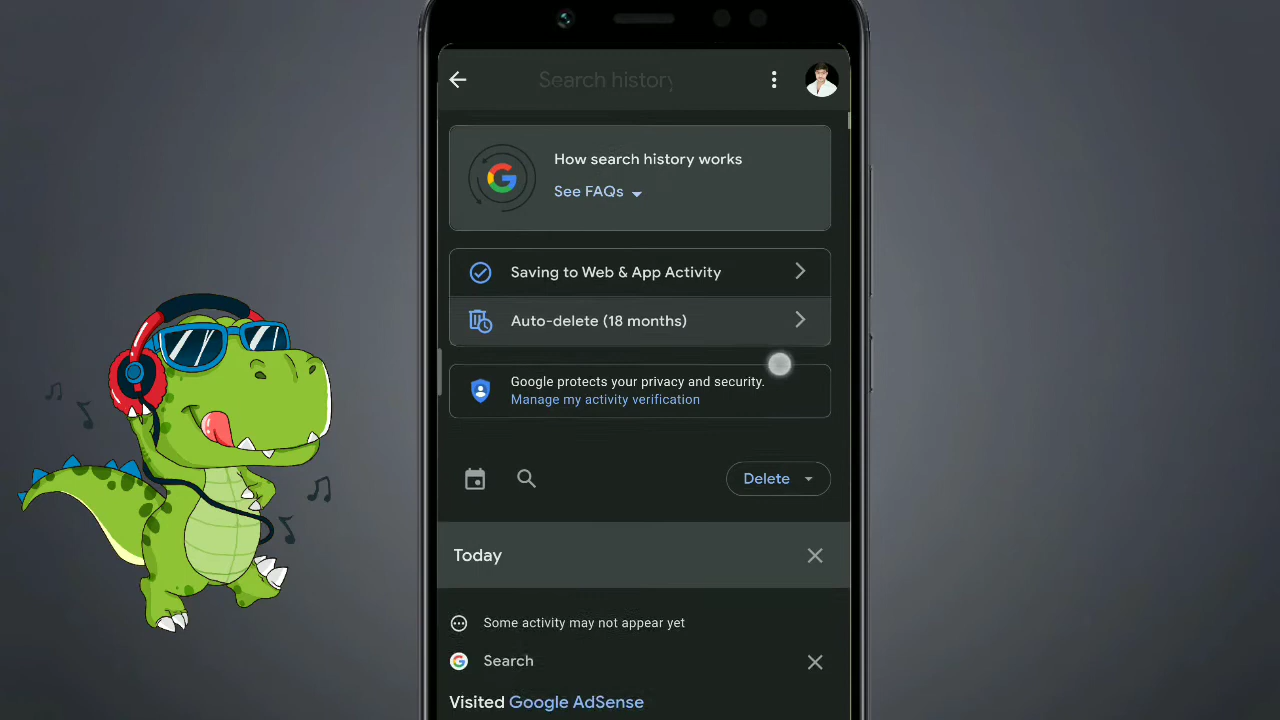 Search history
How search history works
See FAQs
Saving to Web & App Activity
Auto-delete (18 months)
Google protects your privacy and security.
Manage my activity verification
Delete
Today
Some activity may not appear yet
Search
Visited Google AdSense